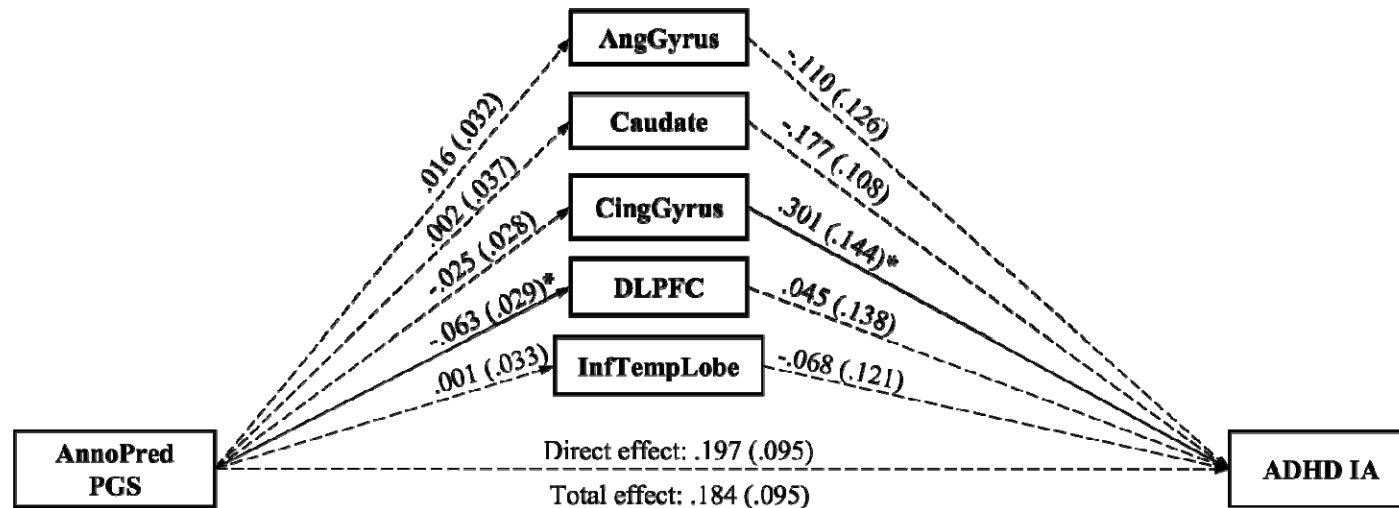 AngGyrus
Caudate
CingGyrus
DLPFC
InfTempLobe
.016 (.032)
.002 (.037)
-.025 (.028)
-.063 (.029)*
.001 (.033)
-.110 (.126)
-.177 (.108)
.301 (.144)*
.045 (.138)
-.068 (.121)
AnnoPred
PGS
Direct effect: .197 (.095)
Total effect: .184 (.095)
ADHD IA